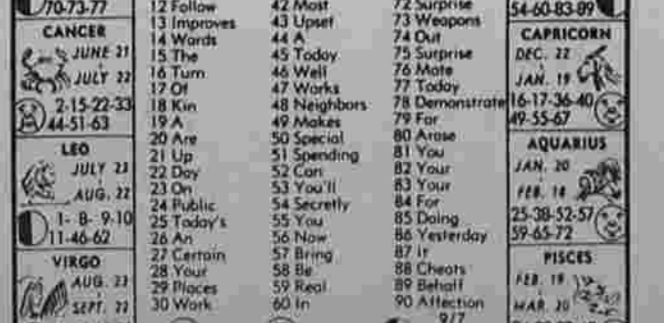 70-73-77
CANCER
JUNE 21
JULY 22
2-15-22-33
44-51-63
LEO
JULY 23
AUG. 22
1- 8- 9-10
11-46-62
VIRGO
AUG. 23
SEPT. 22
12 Follow
13 Improves
14 Words
15 The
16 Turn
17 Of
18 Kin
19 A
20 Are
21 Up
22 Day
23 On
24 Public
25 Today's
26 An
27 Certain
28 Your
29 Places
30 Work
42 Most
43 Upset
44 A
45 Today
46 Well
47 Works
48 Neighbors
49 Makes
50 Special
51 Spending
52 Can
53 You'll
54 Secretly
55 You
56 Now
57 Bring
58 Be
59 Real
60 In
72 Surprise
73 Weapons
74 Out
75 Surprise
76 Mate
77 Today
78 Demonstrate
79 For
80 Arose
81 You
82 Your
83 Your
84 For
85 Doing
86 Yesterday
87 It
88 Cheats
89 Behalf
90 Affection
9/7
54-60-83-89
CAPRICORN
DEC. 22
JAN. 19
16-17-36-40
49-55-67
AQUARIUS
JAN. 20
FEB. 18
25-38-52-57
59-65-72
PISCES
FEB. 19
MAR. 20